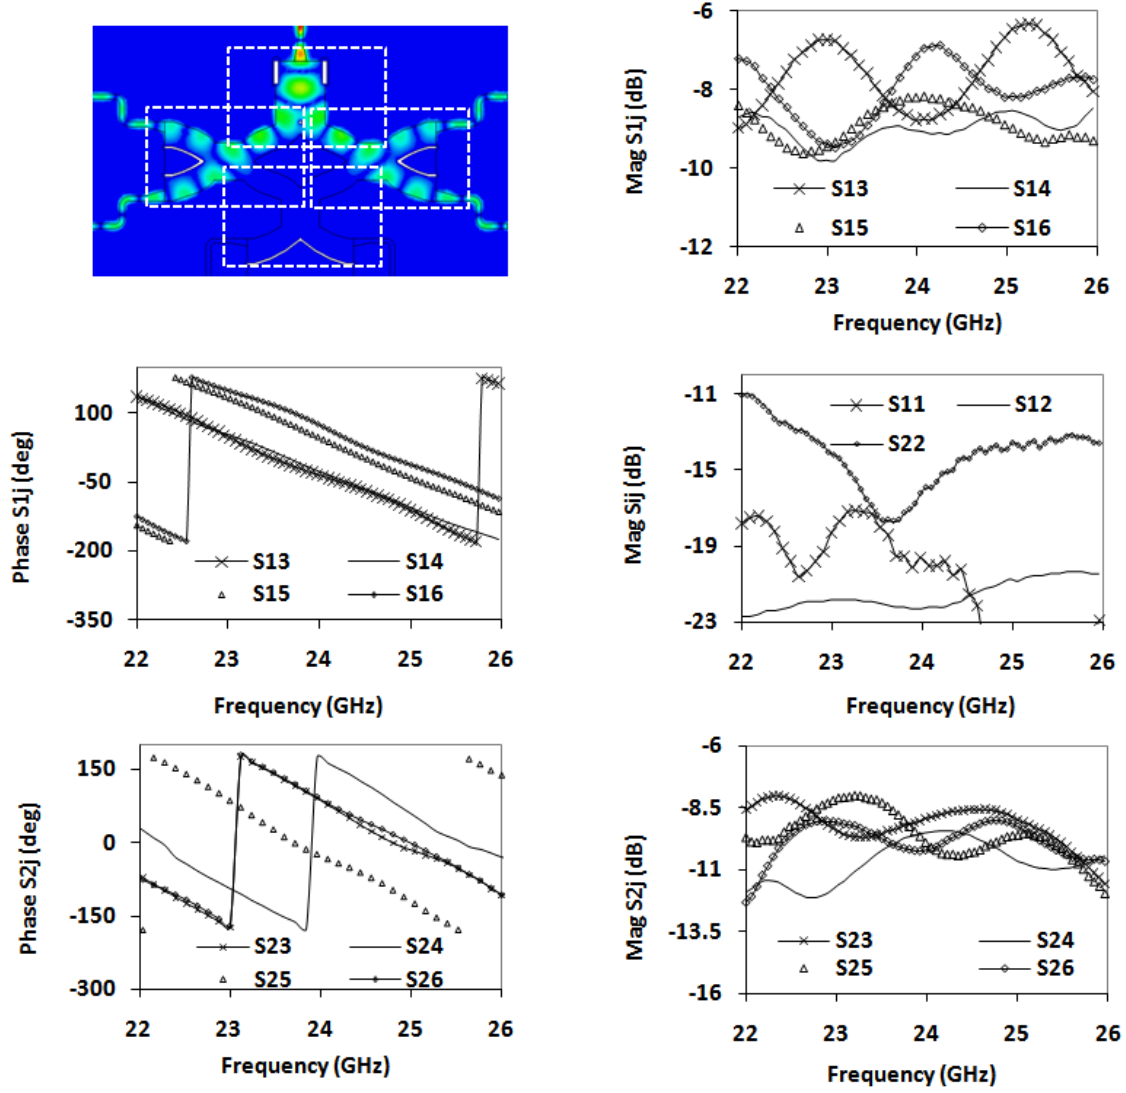 -6
-8
-10
-12
Mag S1j (dB)
S13 S14
S15 S16
22 23 24 25 26
Frequency (GHz)
100
-50
-200
-350
Phase S1j (deg)
S13 S14
S15 S16
22 23 24 25 26
Frequency (GHz)
-11
-15
-19
-23
Mag Sij (dB)
S11 S12
S22
22 23 24 25 26
Frequency (GHz)
150
0
-150
-300
Phase S2j (deg)
S23 S24
S25 S26
22 23 24 25 26
Frequency (GHz)
-6
-8.5
-11
-13.5
-16
Mag S2j (dB)
S23 S24
S25 S26
22 23 24 25 26
Frequency (GHz)